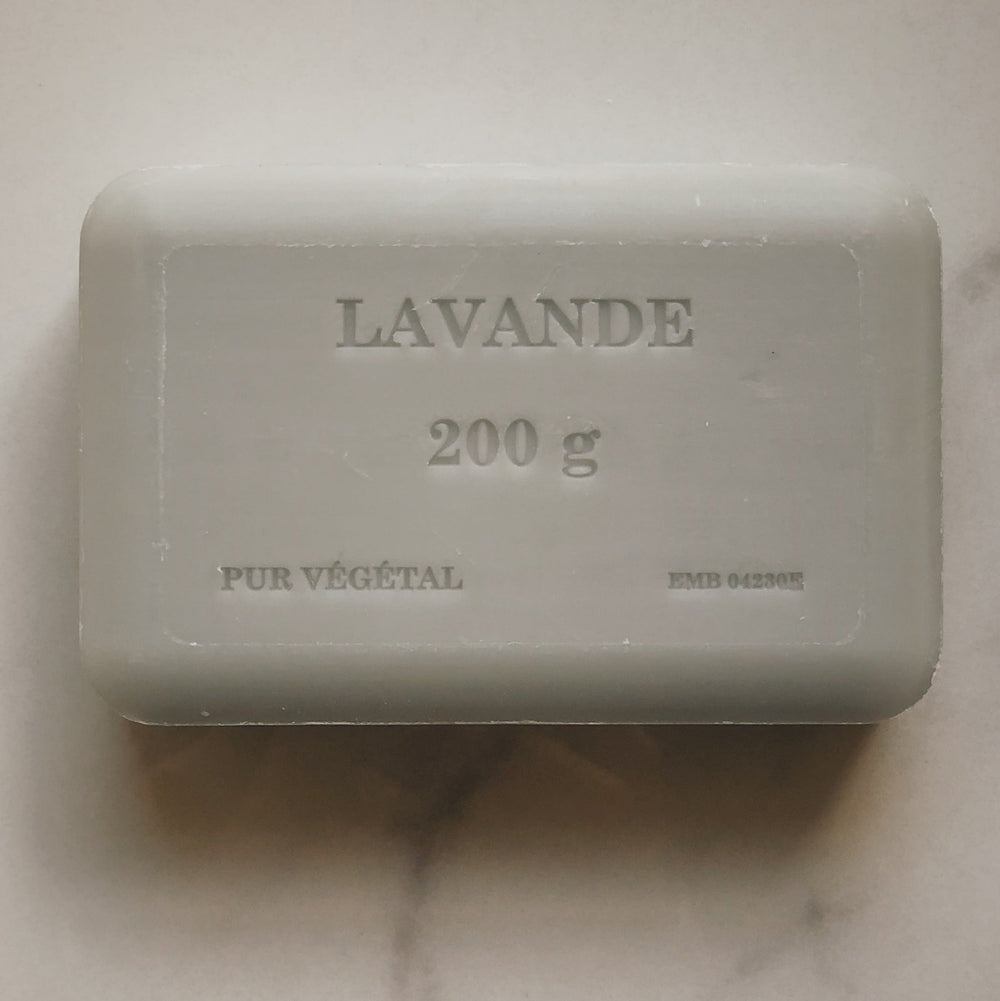 LAVANDE
200 g
PUR VÉGÉTAL
EMB 04230E